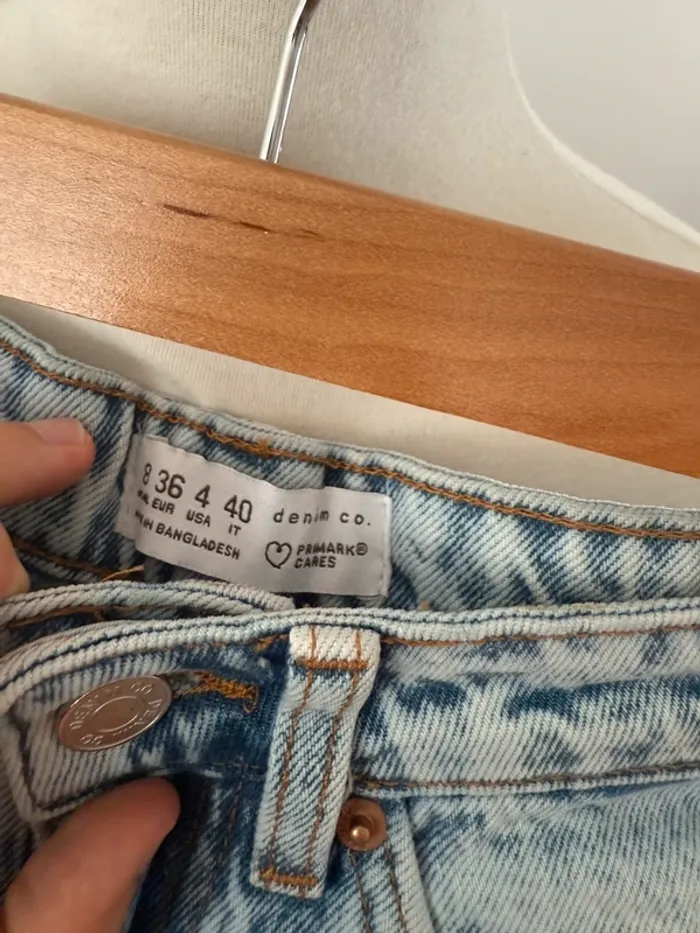 8 36 4 40
EUR USA IT
IN BANGLADESH
denim co.
PRIMARK®
CARES